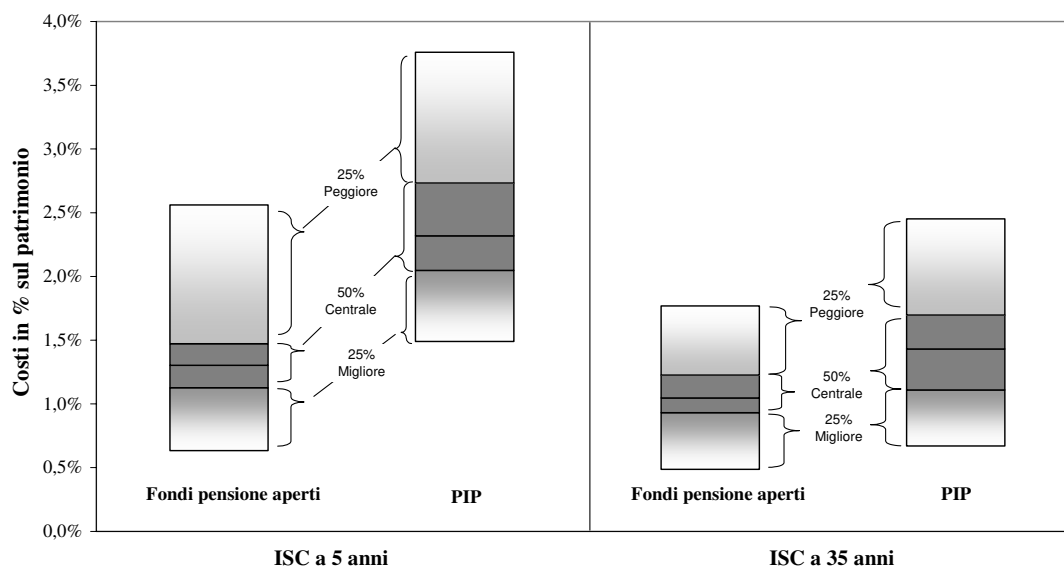 4,0%
3,5%
3,0%
2,5%
2,0%
1,5%
1,0%
0,5%
0,0%
Costi in % sul patrimonio
25%
Peggiore
50%
Centrale
25%
Migliore
Fondi pensione aperti
PIP
ISC a 5 anni
25%
Peggiore
50%
Centrale
25%
Migliore
Fondi pensione aperti
PIP
ISC a 35 anni